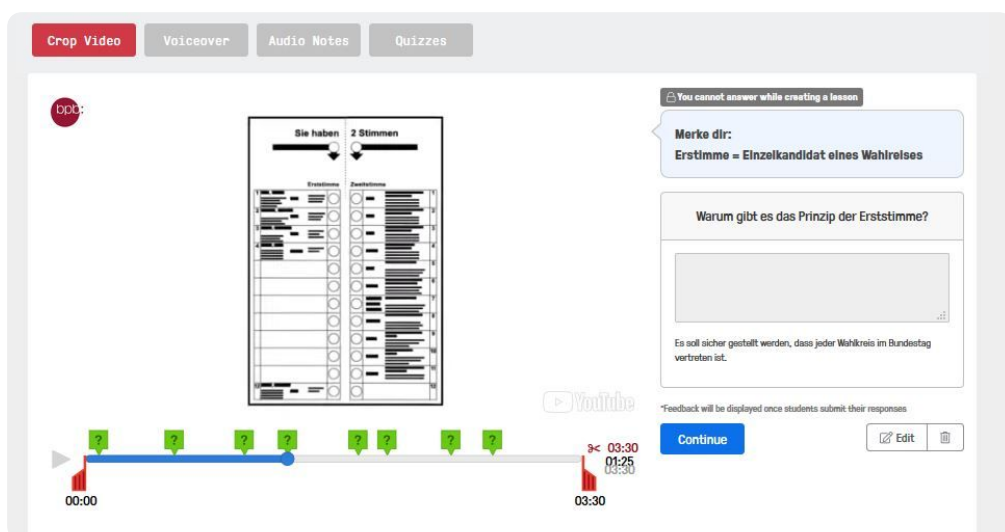 Crop Video
Voiceover
Audio Notes
Quizzes
bpb:
Sie haben 2 Stimmen
Erststimme Zweitstimme
YouTube
03:30
01:25
03:30
00:00
03:30
You cannot answer while creating a lesson
Merke dir:
Erstimme = Einzelkandidat eines Wahlreises
Warum gibt es das Prinzip der Erststimme?
Es soll sicher gestellt werden, dass jeder Wahlkreis im Bundestag
vertreten ist.
*Feedback will be displayed once students submit their responses
Continue
Edit